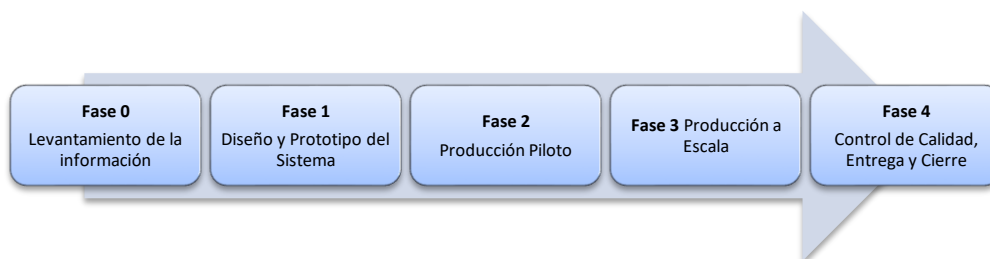 Fase 0
Levantamiento de la
información
Fase 1
Diseño y Prototipo del
Sistema
Fase 2
Producción Piloto
Fase 3 Producción a
Escala
Fase 4
Control de Calidad,
Entrega y Cierre